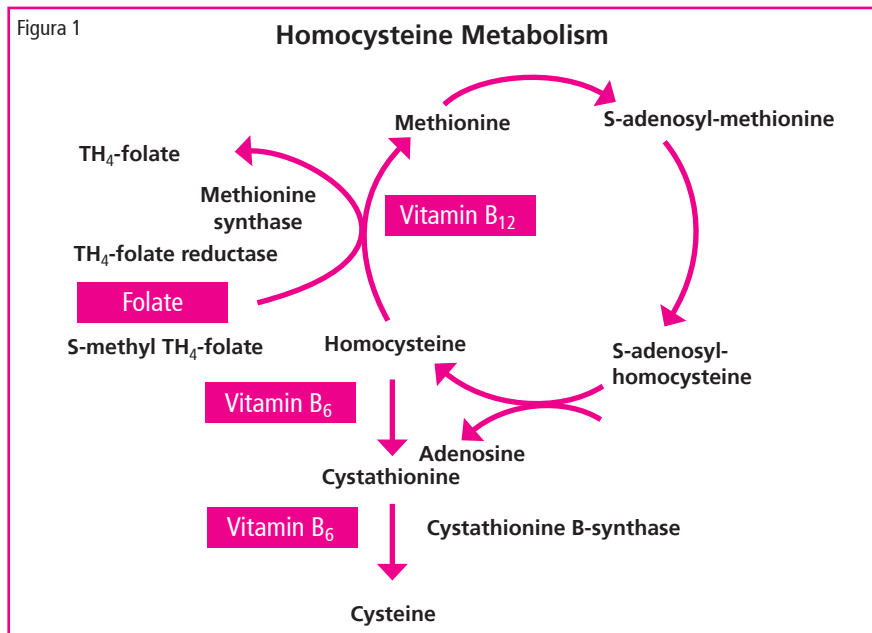 Figura 1
Homocysteine Metabolism
Methionine
S-adenosyl-methionine
TH₄-folate
Methionine
synthase
Vitamin B₁₂
TH₄-folate reductase
Folate
S-methyl TH₄-folate
Homocysteine
S-adenosyl-
homocysteine
Vitamin B₆
Adenosine
Cystathionine
Vitamin B₆
Cystathionine B-synthase
Cysteine